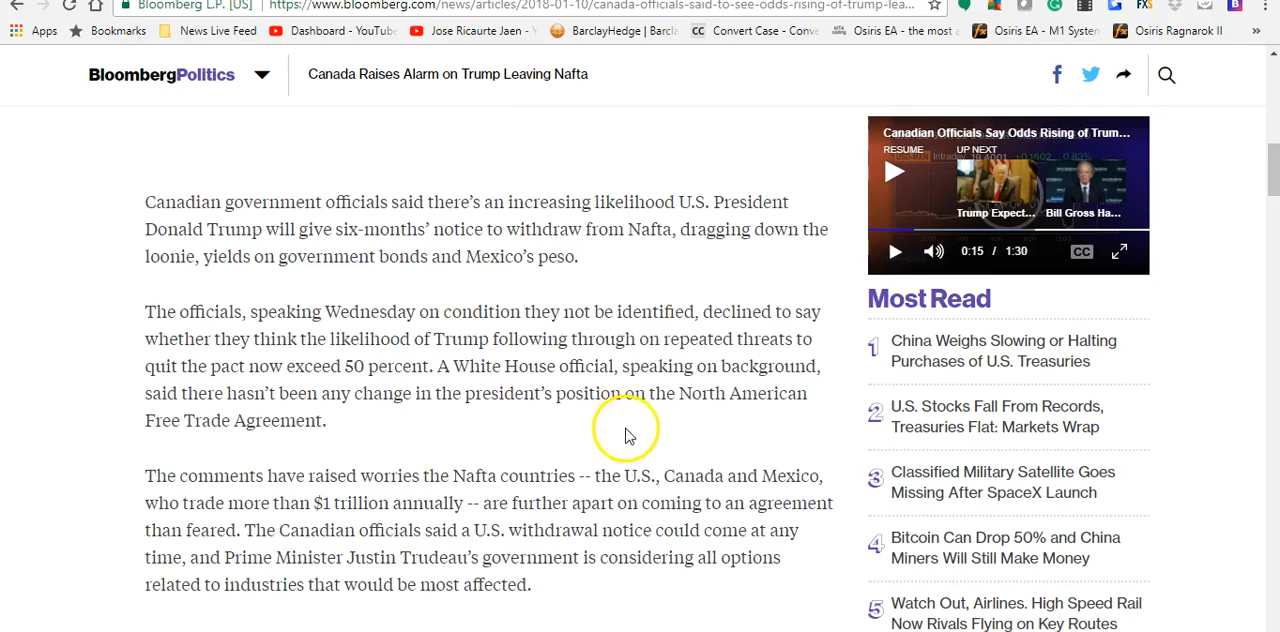 Bloomberg L.P. [US] https://www.bloomberg.com/news/articles/2018-01-10/canada-officials-said-to-see-odds-rising-of-trump-lea...
Apps Bookmarks News Live Feed Dashboard - YouTube Jose Ricaurte Jaen - BarclayHedge | Barcla CC Convert Case - Conve Osiris EA - the most a Osiris EA - M1 System Osiris Ragnarok II »
BloombergPolitics Canada Raises Alarm on Trump Leaving Nafta
Canadian government officials said there’s an increasing likelihood U.S. President
Donald Trump will give six-months’ notice to withdraw from Nafta, dragging down the
loonie, yields on government bonds and Mexico’s peso.
The officials, speaking Wednesday on condition they not be identified, declined to say
whether they think the likelihood of Trump following through on repeated threats to
quit the pact now exceed 50 percent. A White House official, speaking on background,
said there hasn’t been any change in the president’s position on the North American
Free Trade Agreement.
The comments have raised worries the Nafta countries -- the U.S., Canada and Mexico,
who trade more than $1 trillion annually -- are further apart on coming to an agreement
than feared. The Canadian officials said a U.S. withdrawal notice could come at any
time, and Prime Minister Justin Trudeau’s government is considering all options
related to industries that would be most affected.
Canadian Officials Say Odds Rising of Trum...
RESUME UP NEXT
USD-MXN Intraday 19.4001 +0.1602 0.83%
Trump Expect... Bill Gross Ha...
0:15 / 1:30 CC
Most Read
1 China Weighs Slowing or Halting
Purchases of U.S. Treasuries
2 U.S. Stocks Fall From Records,
Treasuries Flat: Markets Wrap
3 Classified Military Satellite Goes
Missing After SpaceX Launch
4 Bitcoin Can Drop 50% and China
Miners Will Still Make Money
5 Watch Out, Airlines. High Speed Rail
Now Rivals Flying on Key Routes